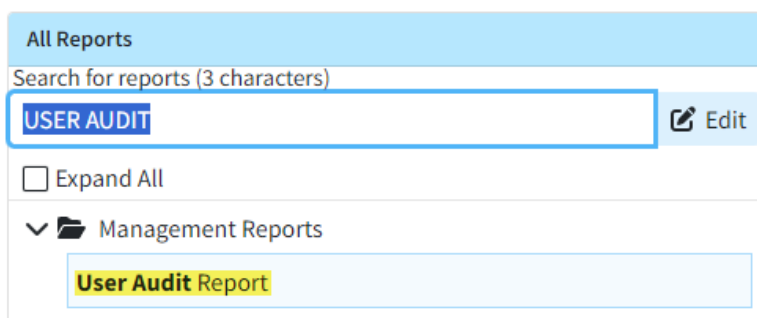 All Reports
Search for reports (3 characters)
USER AUDIT
Edit
Expand All
Management Reports
User Audit Report